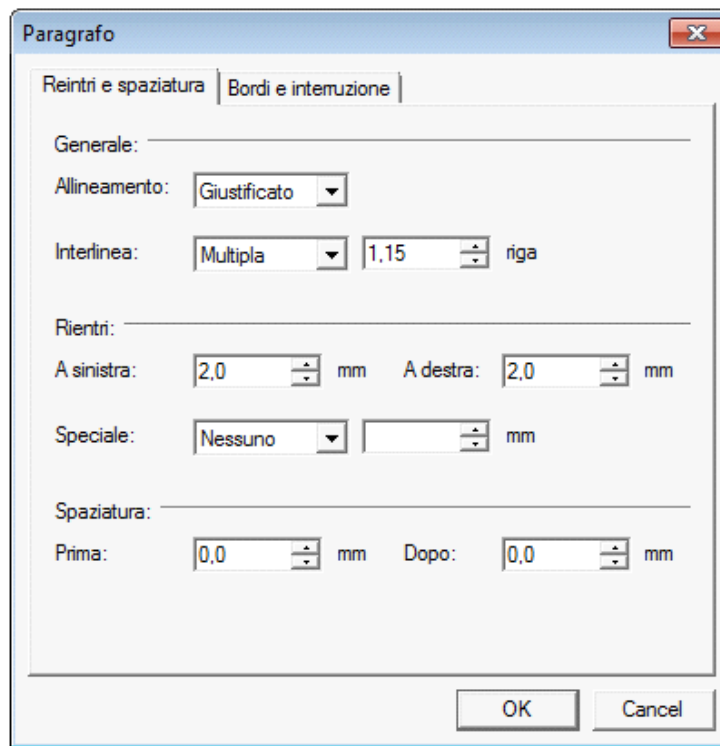 Paragrafo
Reintri e spaziatura Bordi e interruzione
Generale:
Allineamento: Giustificato
Interlinea: Multipla 1,15 riga
Rientri:
A sinistra: 2,0 mm A destra: 2,0 mm
Speciale: Nessuno mm
Spaziatura:
Prima: 0,0 mm Dopo: 0,0 mm
OK Cancel